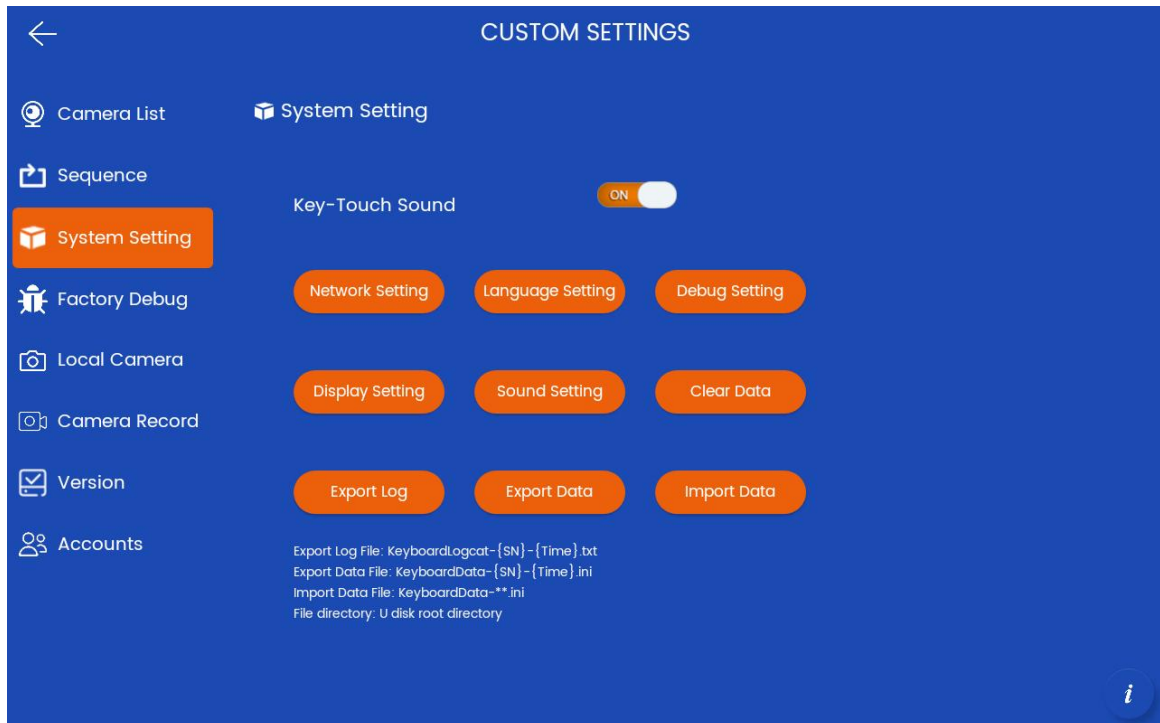 CUSTOM SETTINGS
Camera List
Sequence
System Setting
Factory Debug
Local Camera
Camera Record
Version
Accounts
System Setting
Key-Touch Sound
ON
Network Setting
Language Setting
Debug Setting
Display Setting
Sound Setting
Clear Data
Export Log
Export Data
Import Data
Export Log File: KeyboardLogcat-{SN}-{Time}.txt
Export Data File: KeyboardData-{SN}-{Time}.ini
Import Data File: KeyboardData-**.ini
File directory: U disk root directory
i